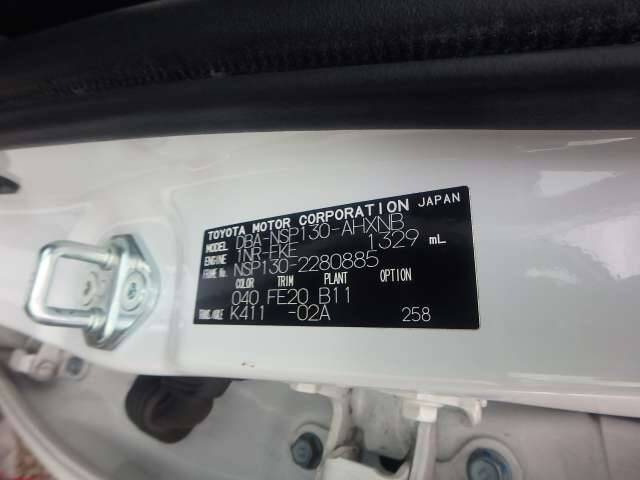 TOYOTA MOTOR CORPORATION JAPAN
MODEL DBA-NSP130-AHXNB
ENGINE 1NR-FKE 1329 mL
FRAME No. NSP130-2280885
COLOR TRIM PLANT OPTION
040 FE20 B11
TRANS. AXLE K411 -02A 258